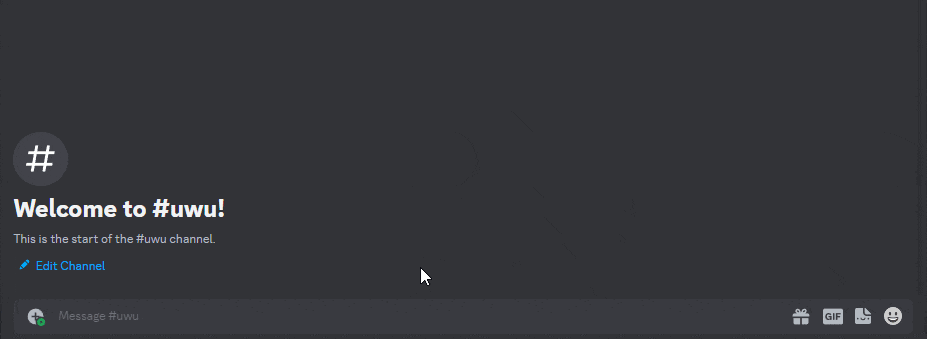 #
Welcome to #uwu!
This is the start of the #uwu channel.
Edit Channel
Message #uwu
GIF